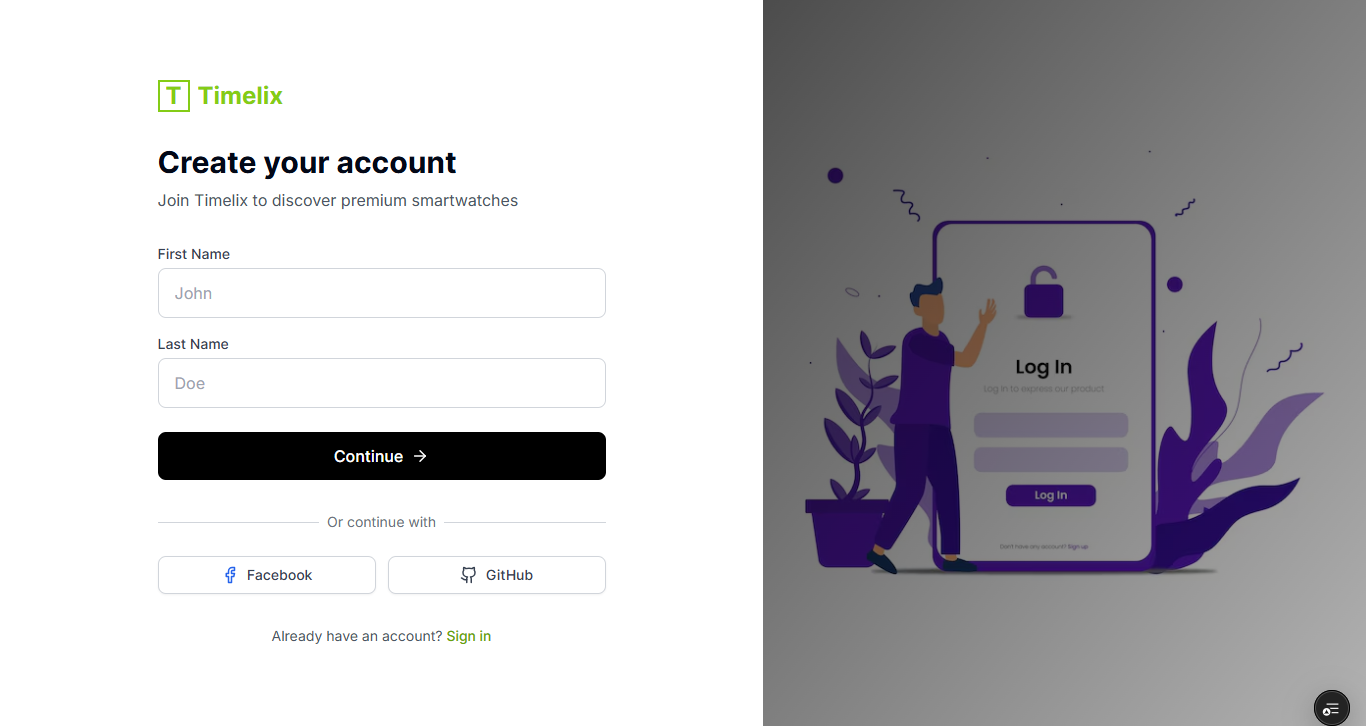 T Timelix
Create your account
Join Timelix to discover premium smartwatches
First Name
John
Last Name
Doe
Continue
Or continue with
Facebook
GitHub
Already have an account? Sign in
Log In
Log in to express our product
Log In
Don't have any account? Sign up